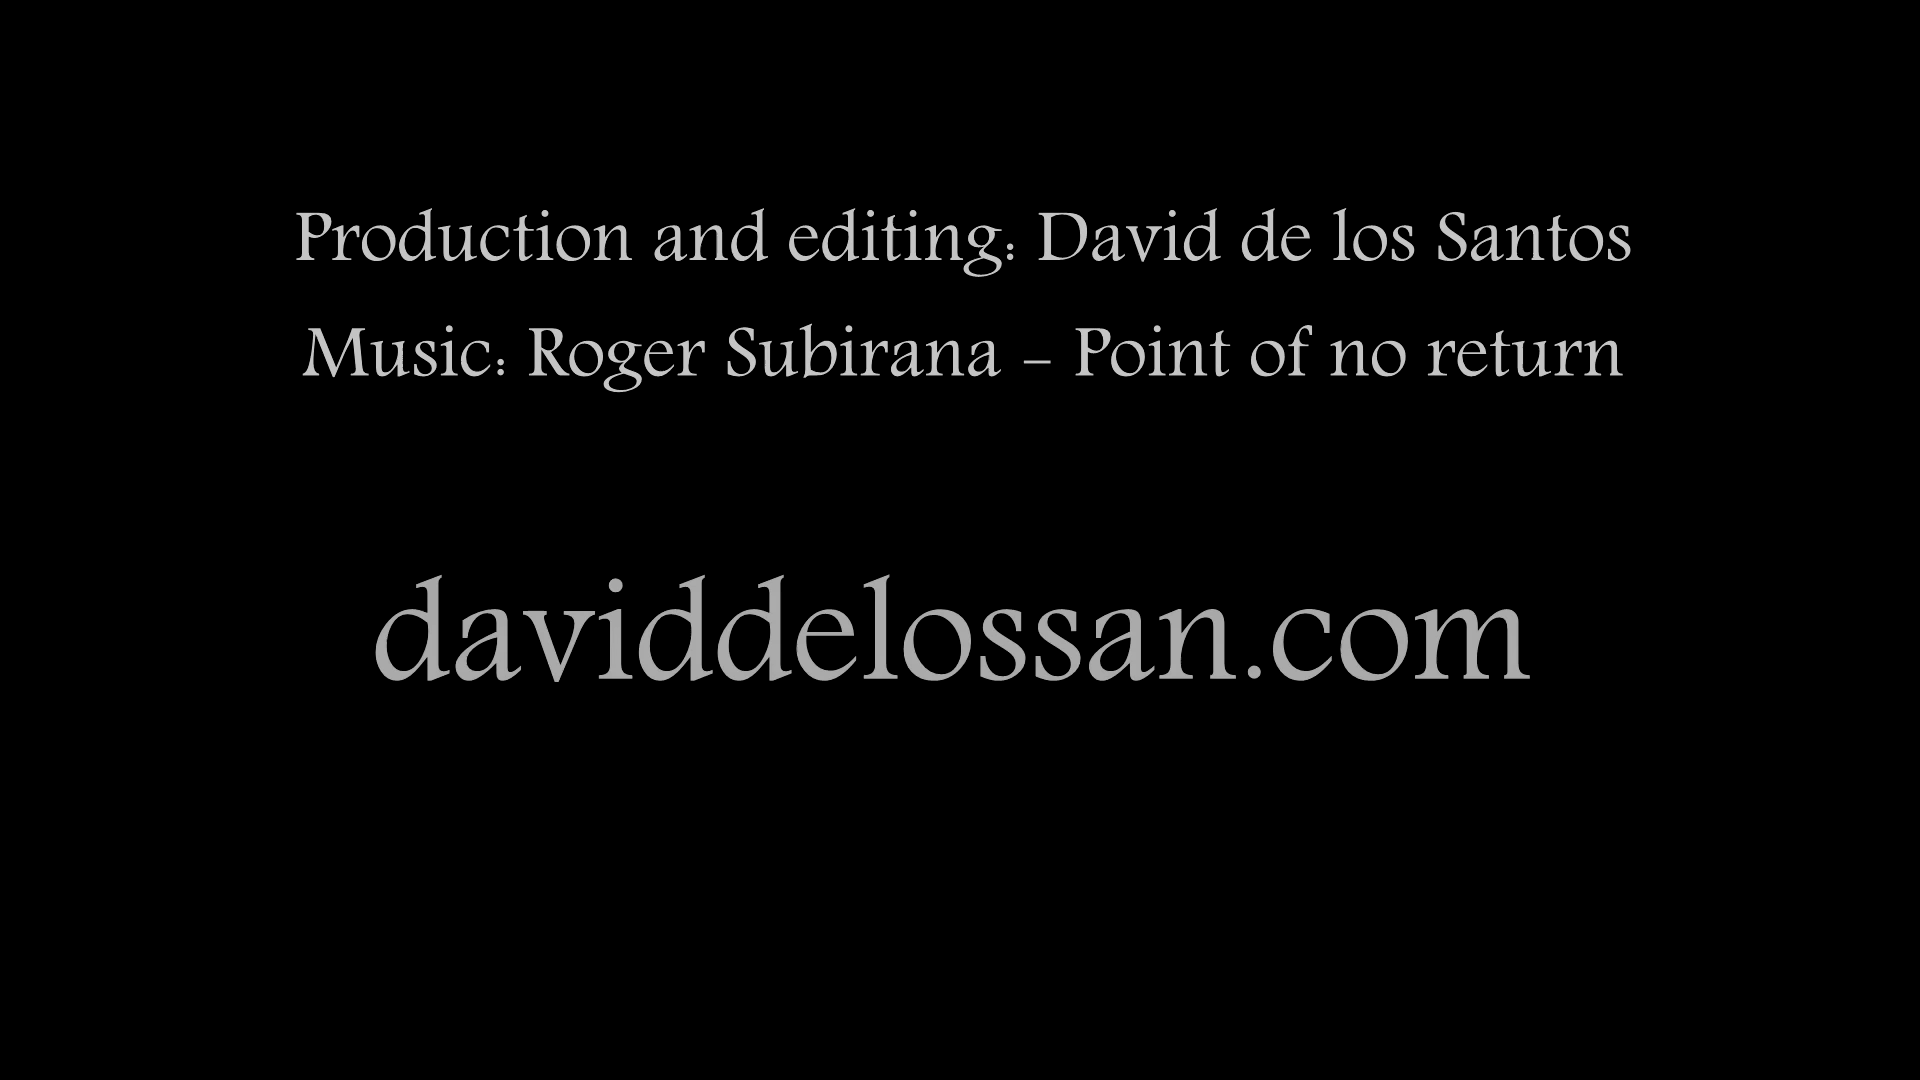 Production and editing: David de los Santos
Music: Roger Subirana - Point of no return
daviddelossan.com